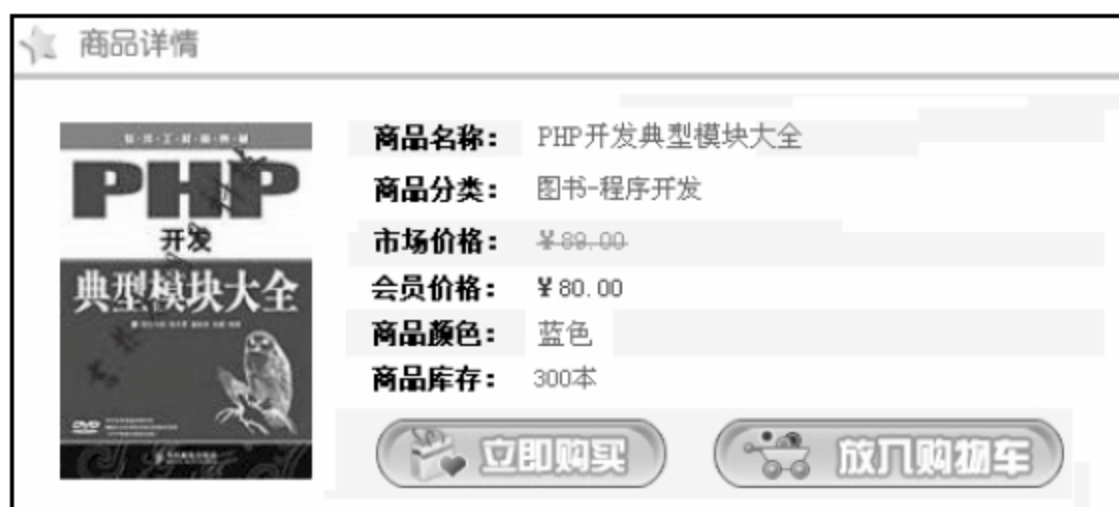 商品详情
PHP
开发
典型模块大全
DVD
商品名称: PHP开发典型模块大全
商品分类: 图书-程序开发
市场价格: ¥89.00
会员价格: ¥80.00
商品颜色: 蓝色
商品库存: 300本
立即购买 放入购物车